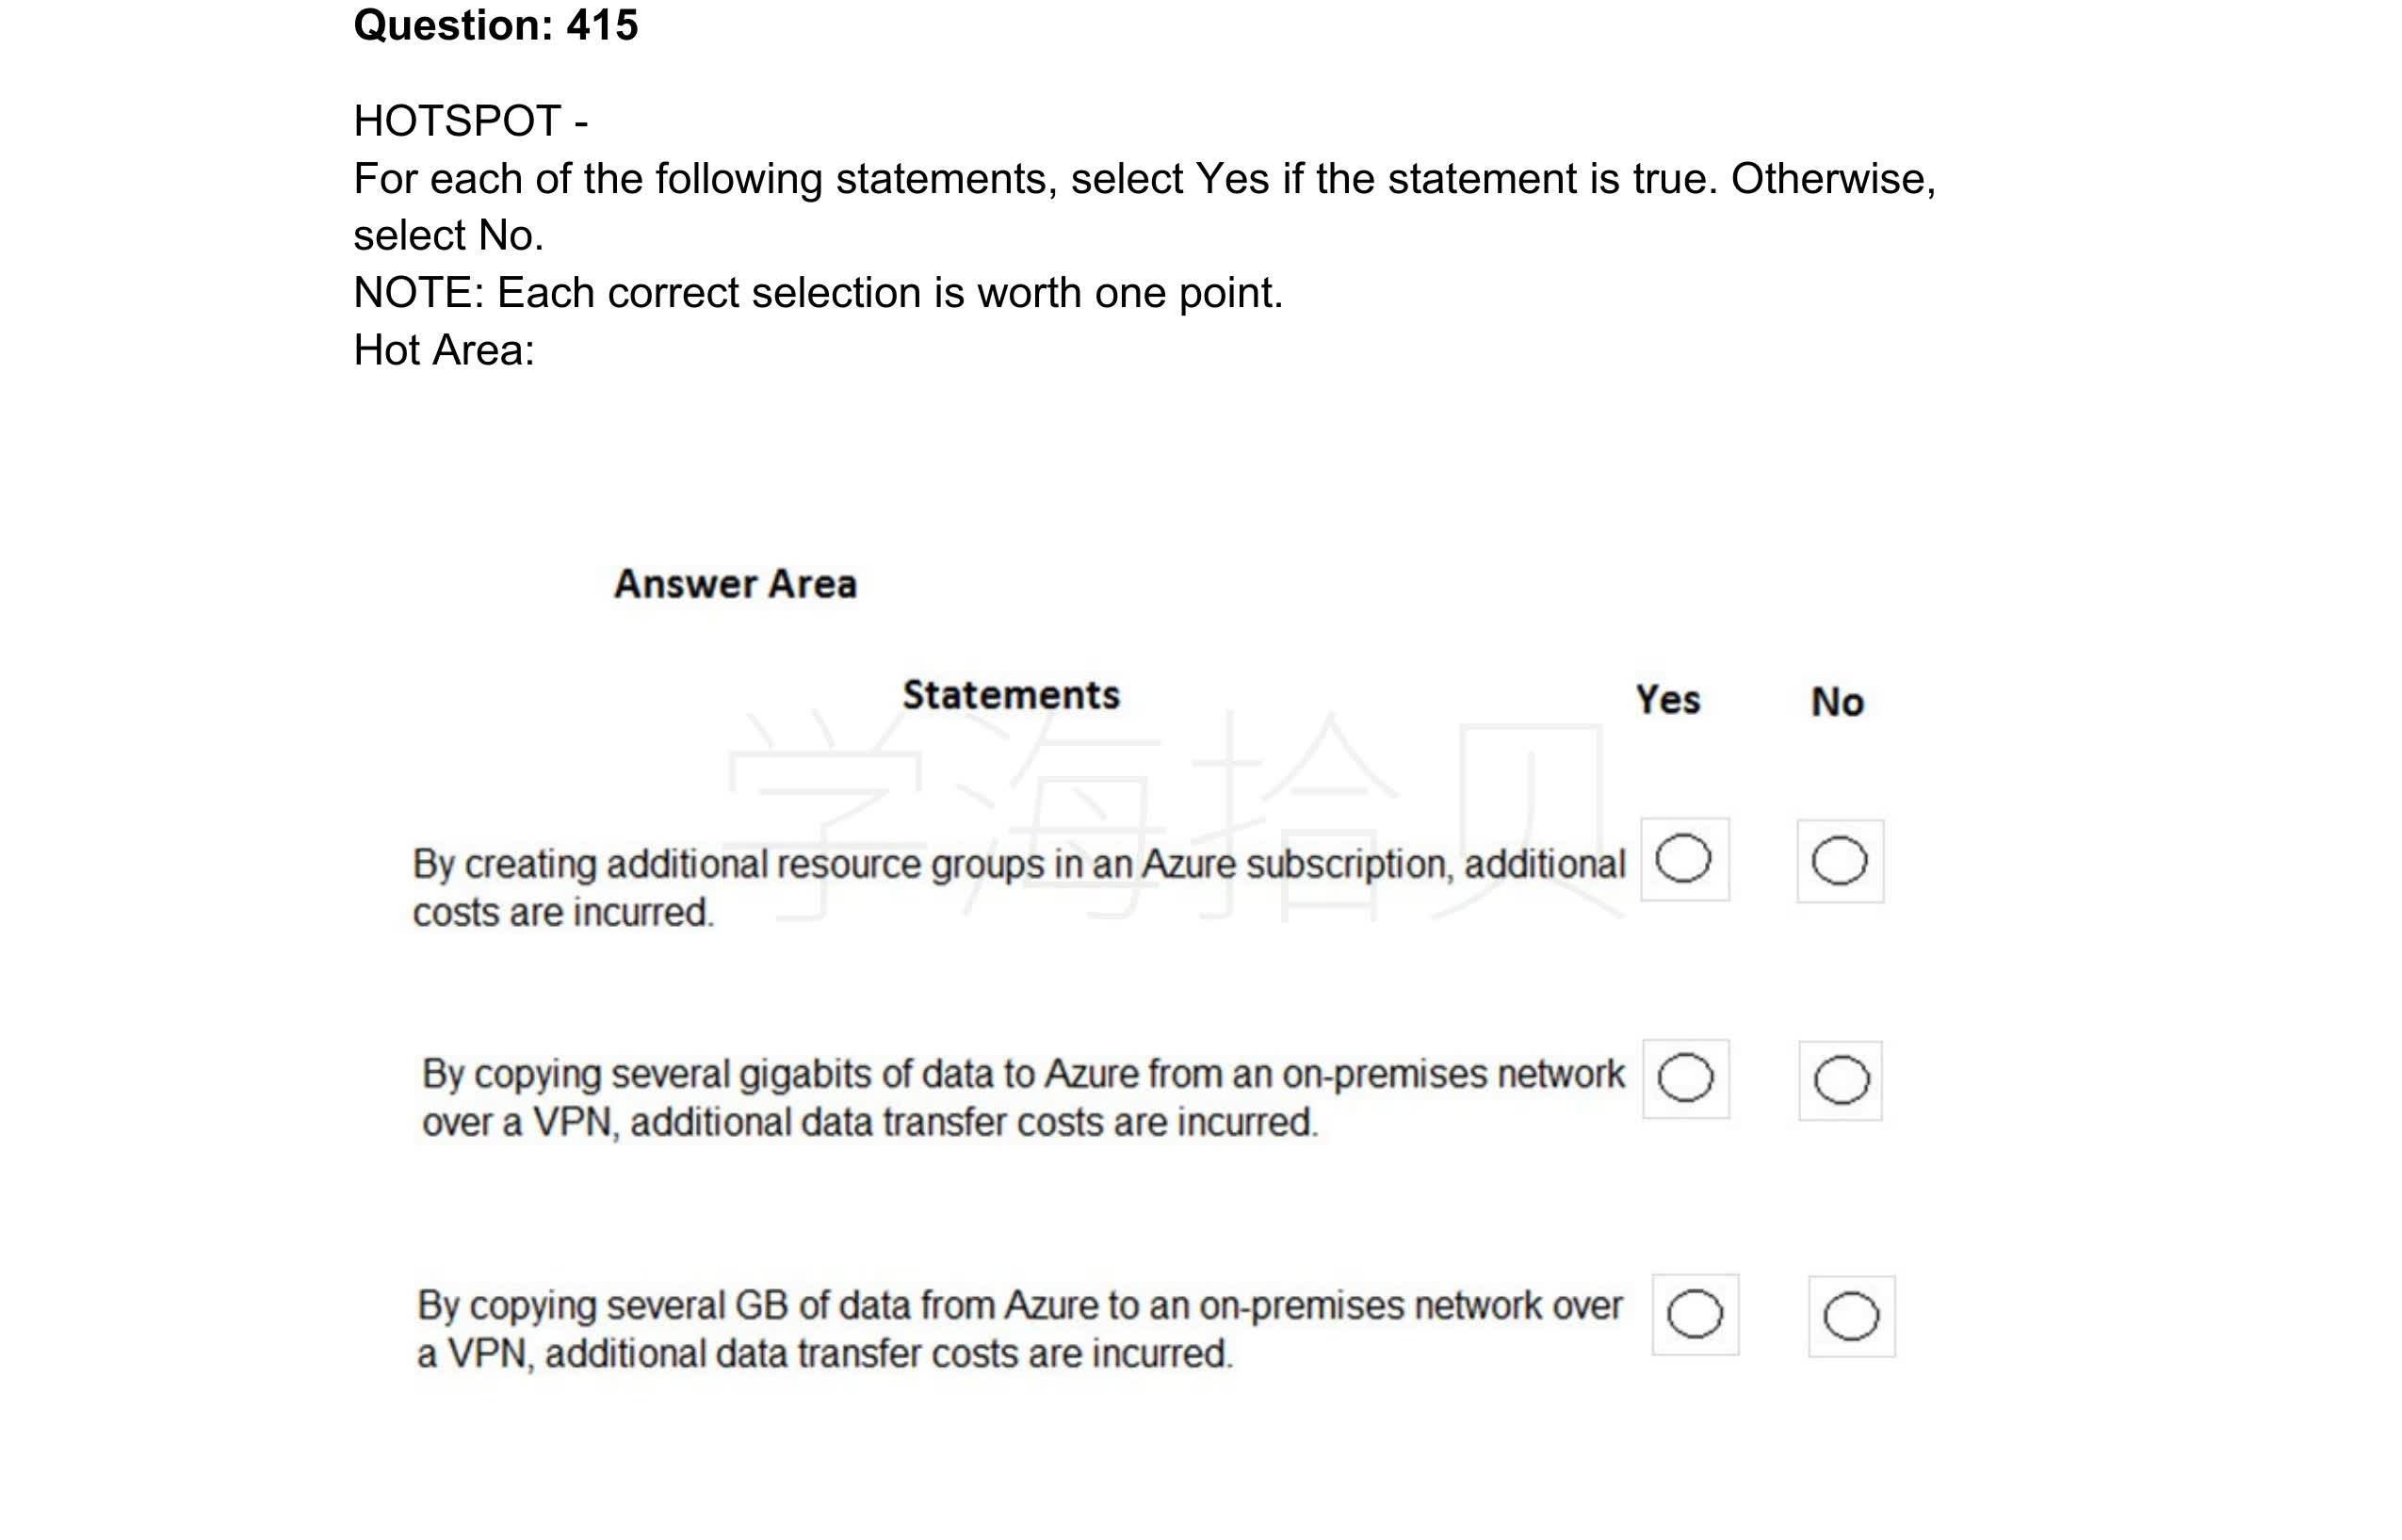 Question: 415
HOTSPOT -
For each of the following statements, select Yes if the statement is true. Otherwise,
select No.
NOTE: Each correct selection is worth one point.
Hot Area:
Answer Area
Statements Yes No
学海拾贝
By creating additional resource groups in an Azure subscription, additional
costs are incurred.
By copying several gigabits of data to Azure from an on-premises network
over a VPN, additional data transfer costs are incurred.
By copying several GB of data from Azure to an on-premises network over
a VPN, additional data transfer costs are incurred.